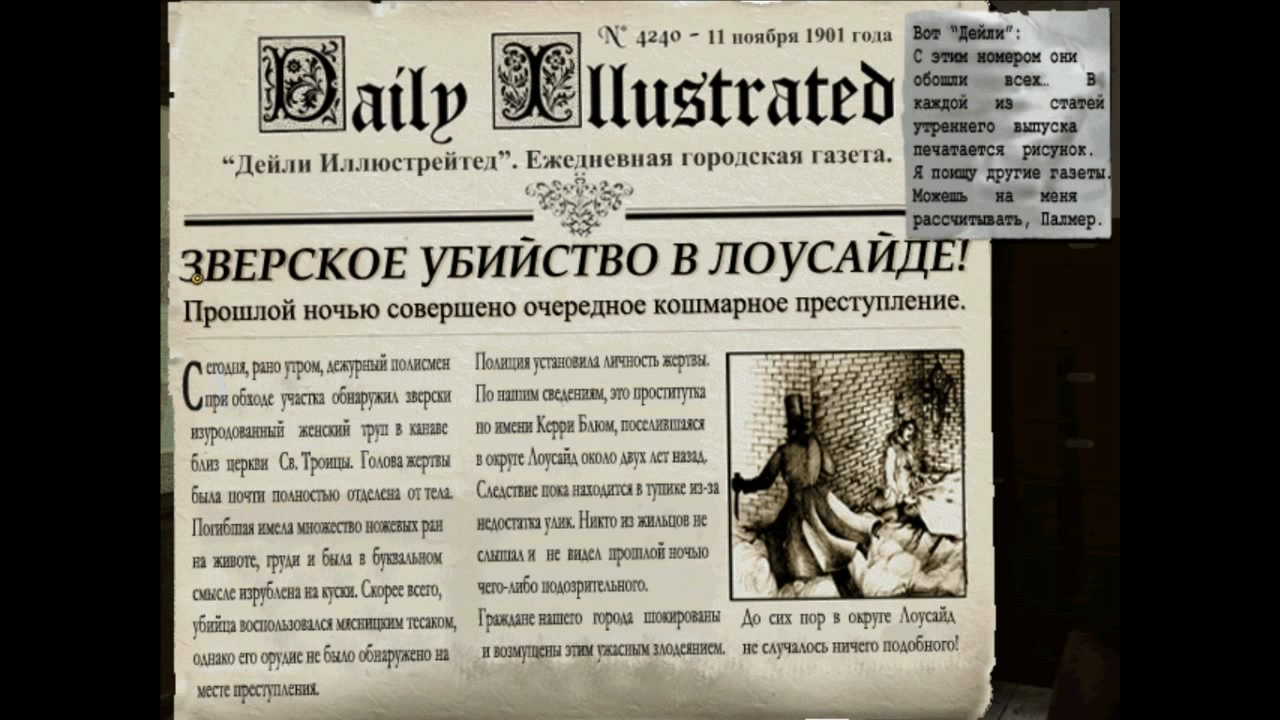 № 4240 - 11 ноября 1901 года
Daily Illustrated
“Дейли Иллюстрейтед”. Ежедневная городская газета.
Вот “Дейли”:
С этим номером они
обошли всех... В
каждой из статей
утреннего выпуска
печатается рисунок.
Я поищу другие газеты.
Можешь на меня
рассчитывать, Палмер.
ЗВЕРСКОЕ УБИЙСТВО В ЛОУСАЙДЕ!
Прошлой ночью совершено очередное кошмарное преступление.
Сегодня, рано утром, дежурный полисмен
при обходе участка обнаружил зверски
изуродованный женский труп в канаве
близ церкви Св. Троицы. Голова жертвы
была почти полностью отделена от тела.
Погибшая имела множество ножевых ран
на животе, груди и была в буквальном
смысле изрублена на куски. Скорее всего,
убийца воспользовался мясницким тесаком,
однако его орудие не было обнаружено на
месте преступления.
Полиция установила личность жертвы.
По нашим сведениям, это проститутка
по имени Керри Блюм, поселившаяся
в округе Лоусайд около двух лет назад.
Следствие пока находится в тупике из-за
недостатка улик. Никто из жильцов не
слышал и не видел прошлой ночью
чего-либо подозрительного.
Граждане нашего города шокированы
и возмущены этим ужасным злодеянием.
До сих пор в округе Лоусайд
не случалось ничего подобного!